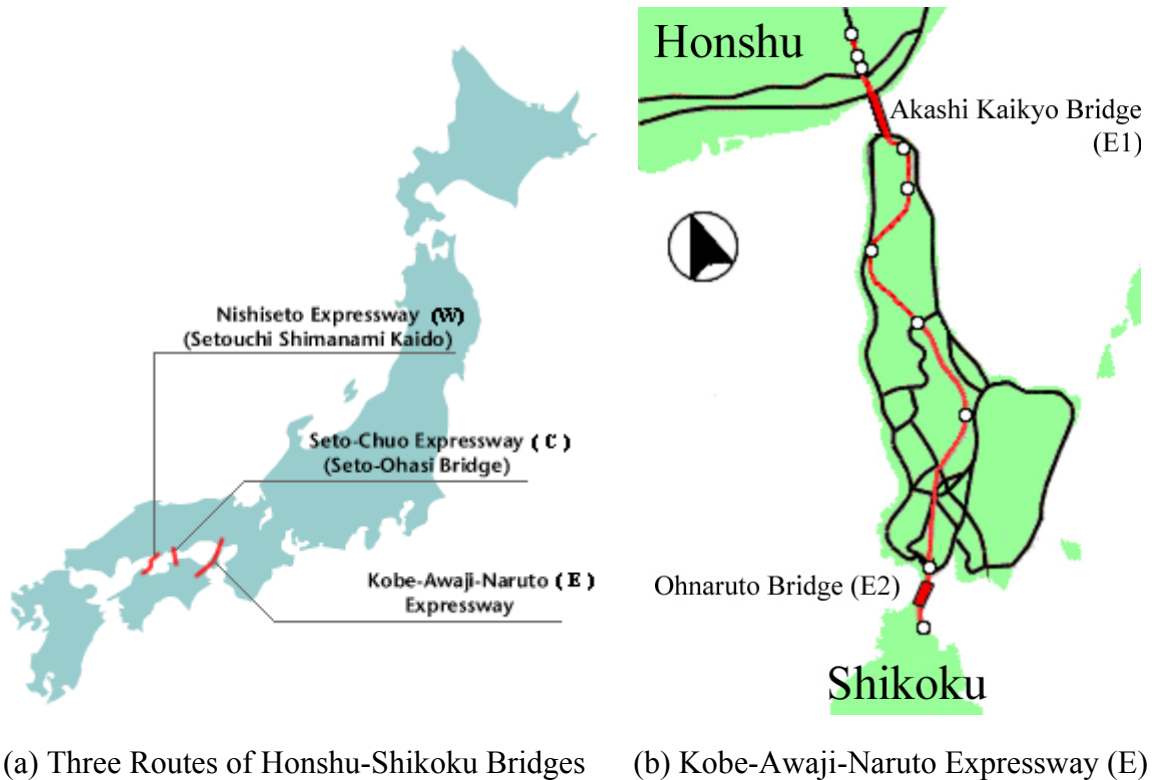 Nishiseto Expressway (W)
(Setouchi Shimanami Kaido)
Seto-Chuo Expressway ( C )
(Seto-Ohasi Bridge)
Kobe-Awaji-Naruto ( E )
Expressway
(a) Three Routes of Honshu-Shikoku Bridges
Honshu
Akashi Kaikyo Bridge
(E1)
Ohnaruto Bridge (E2)
Shikoku
(b) Kobe-Awaji-Naruto Expressway (E)